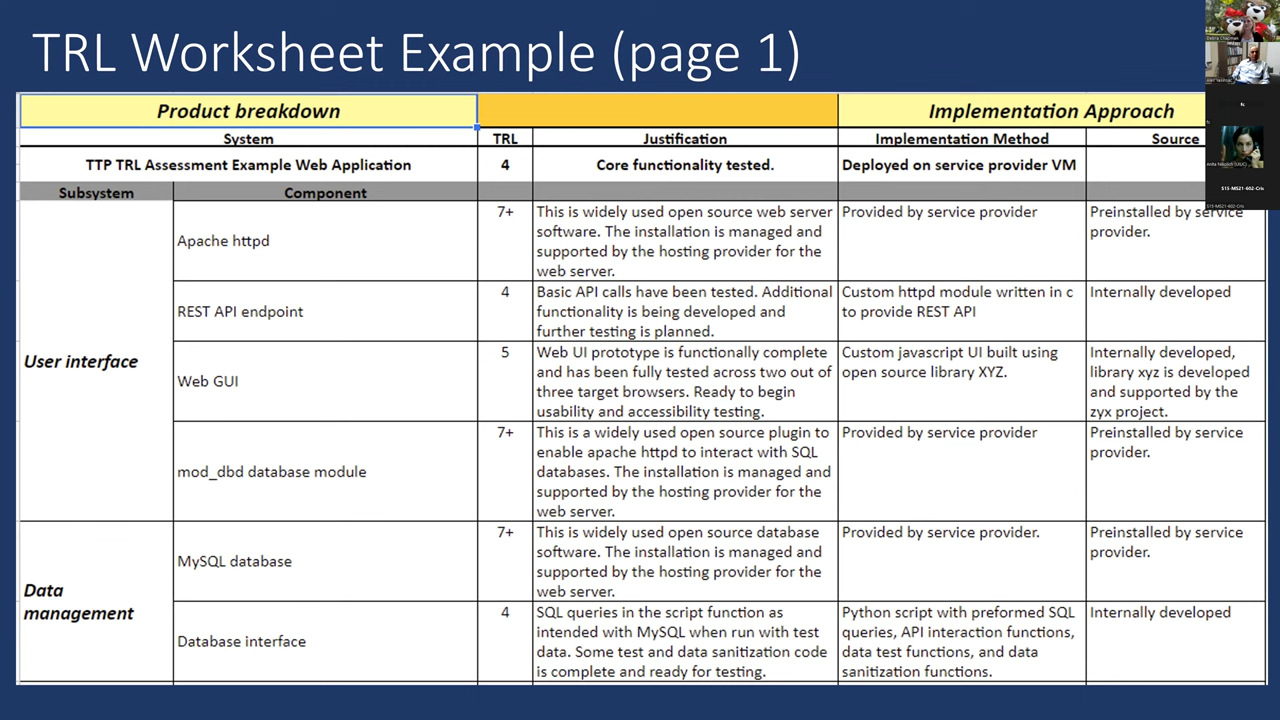 TRL Worksheet Example (page 1)
Product breakdown
Implementation Approach
System
TRL
Justification
Implementation Method
Source
TTP TRL Assessment Example Web Application
4
Core functionality tested.
Deployed on service provider VM
Subsystem
Component
User interface
Apache httpd
7+
This is widely used open source web server
software. The installation is managed and
supported by the hosting provider for the
web server.
Provided by service provider
Preinstalled by service
provider.
REST API endpoint
4
Basic API calls have been tested. Additional
functionality is being developed and
further testing is planned.
Custom httpd module written in c
to provide REST API
Internally developed
Web GUI
5
Web UI prototype is functionally complete
and has been fully tested across two out of
three target browsers. Ready to begin
usability and accessibility testing.
Custom javascript UI built using
open source library XYZ.
Internally developed,
library xyz is developed
and supported by the
zyx project.
mod_dbd database module
7+
This is a widely used open source plugin to
enable apache httpd to interact with SQL
databases. The installation is managed and
supported by the hosting provider for the
web server.
Provided by service provider
Preinstalled by service
provider.
Data
management
MySQL database
7+
This is widely used open source database
software. The installation is managed and
supported by the hosting provider for the
web server.
Provided by service provider.
Preinstalled by service
provider.
Database interface
4
SQL queries in the script function as
intended with MySQL when run with test
data. Some test and data sanitization code
is complete and ready for testing.
Python script with preformed SQL
queries, API interaction functions,
data test functions, and data
sanitization functions.
Internally developed
Debra Chapman
fc
Anita Nikolich (UIUC)
S15-MS21-602-Cris
S15-MS21-602-Cris